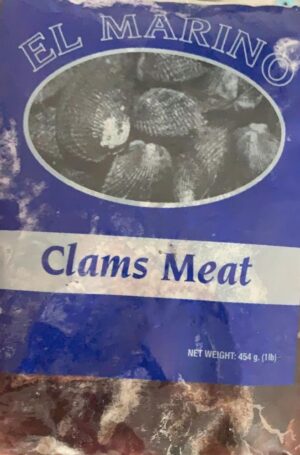 EL MARINO
Clams Meat
NET WEIGHT: 454 g. (1lb)